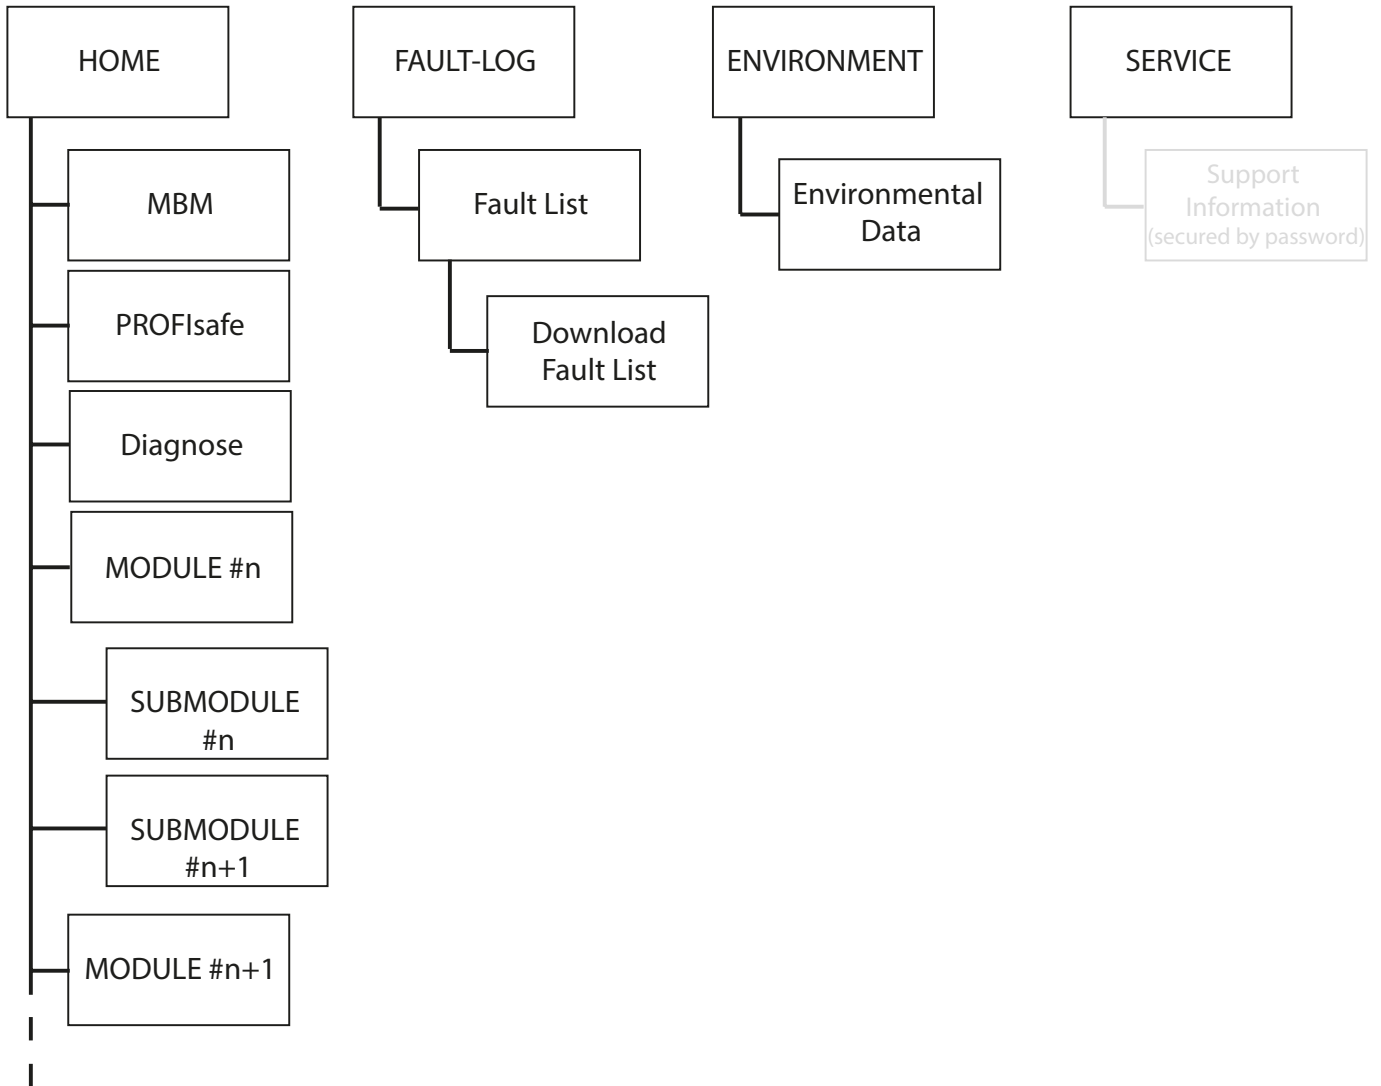 HOME
FAULT-LOG
ENVIRONMENT
SERVICE
MBM
PROFIsafe
Diagnose
MODULE #n
SUBMODULE
#n
SUBMODULE
#n+1
MODULE #n+1
Fault List
Download
Fault List
Environmental
Data
Support
Information
(secured by password)